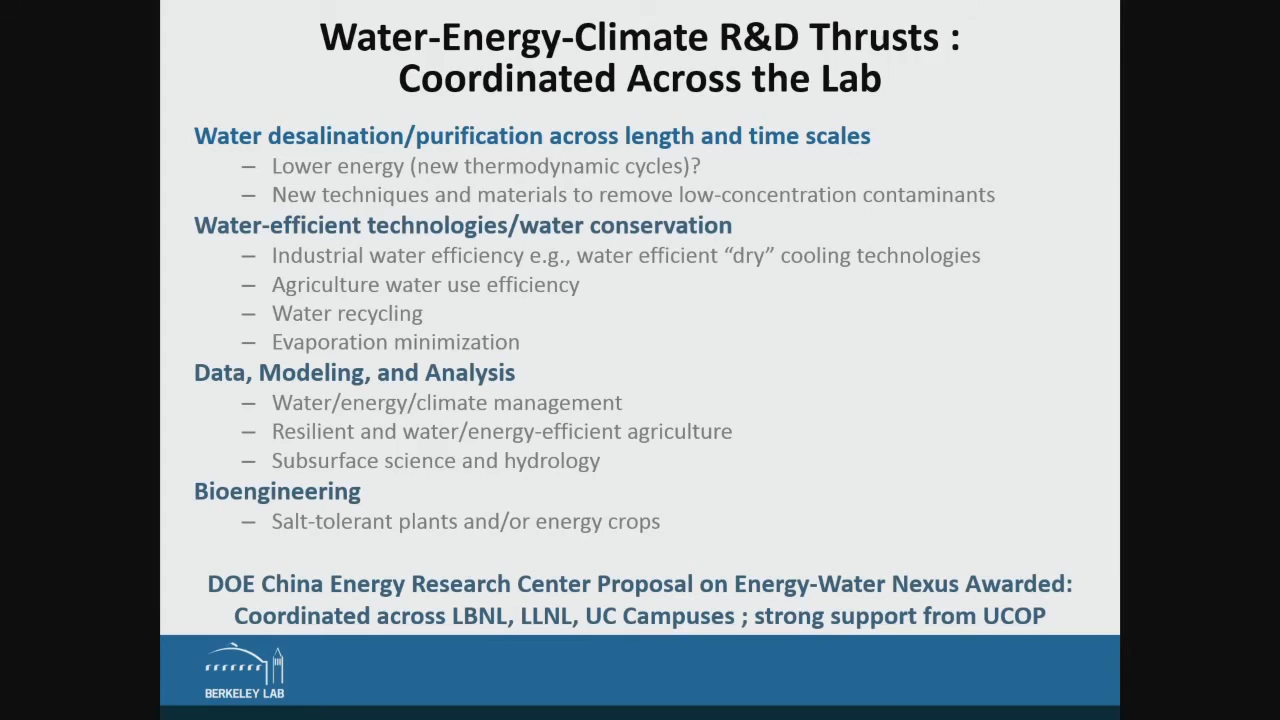 Water-Energy-Climate R&D Thrusts :
Coordinated Across the Lab
Water desalination/purification across length and time scales
– Lower energy (new thermodynamic cycles)?
– New techniques and materials to remove low-concentration contaminants
Water-efficient technologies/water conservation
– Industrial water efficiency e.g., water efficient “dry” cooling technologies
– Agriculture water use efficiency
– Water recycling
– Evaporation minimization
Data, Modeling, and Analysis
– Water/energy/climate management
– Resilient and water/energy-efficient agriculture
– Subsurface science and hydrology
Bioengineering
– Salt-tolerant plants and/or energy crops
DOE China Energy Research Center Proposal on Energy-Water Nexus Awarded:
Coordinated across LBNL, LLNL, UC Campuses ; strong support from UCOP
BERKELEY LAB